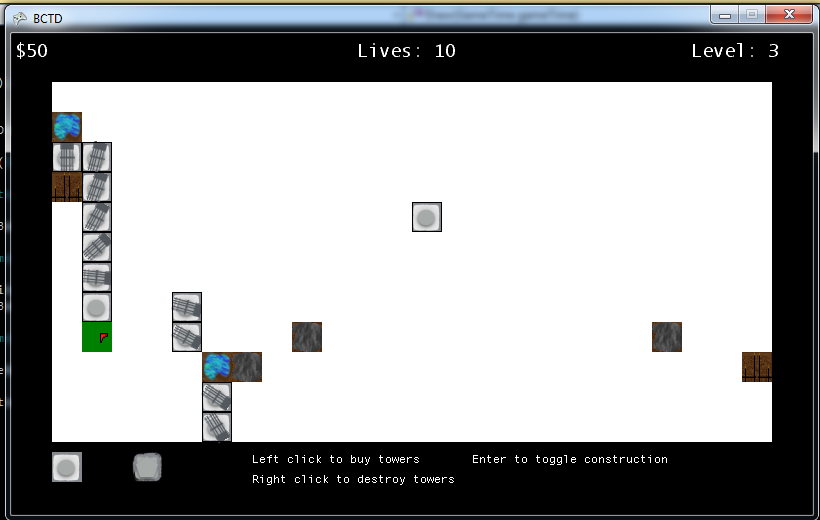 BCTD
$50 Lives: 10 Level: 3
Left click to buy towers Enter to toggle construction
Right click to destroy towers